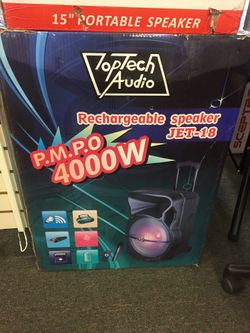 15" PORTABLE SPEAKER
TopTech
Audio
Rechargeable speaker
JET-18
P.M.P.O
4000W